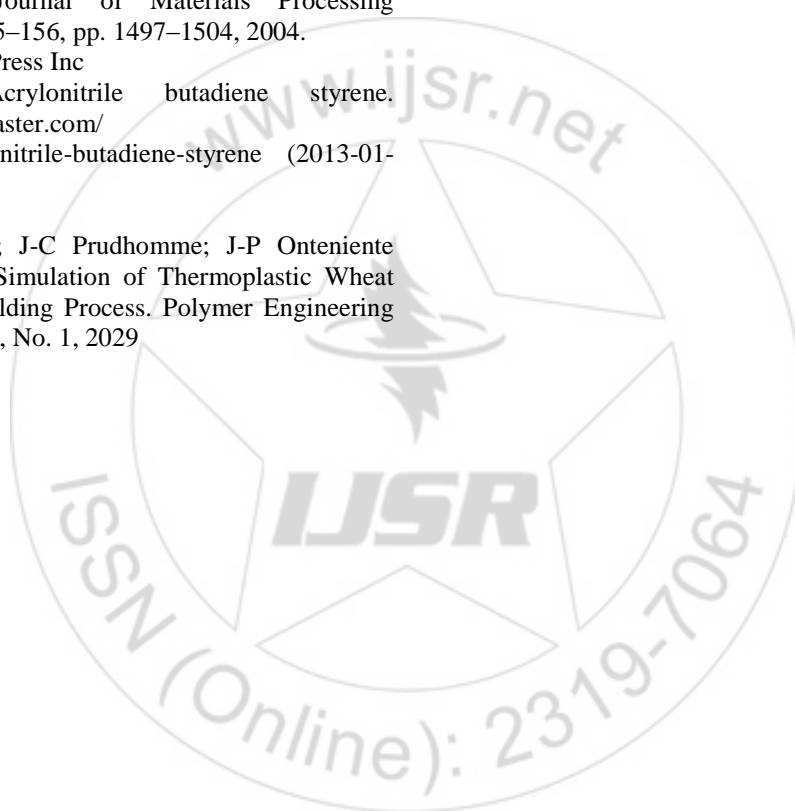 Journal of Materials Processing
5–156, pp. 1497–1504, 2004.
Press Inc
Acrylonitrile butadiene styrene.
aster.com/
nitrile-butadiene-styrene (2013-01-
; J-C Prudhomme; J-P Onteniente
Simulation of Thermoplastic Wheat
lding Process. Polymer Engineering
, No. 1, 2029
www.ijsr.net
IJSR
ISSN (Online): 2319-7064